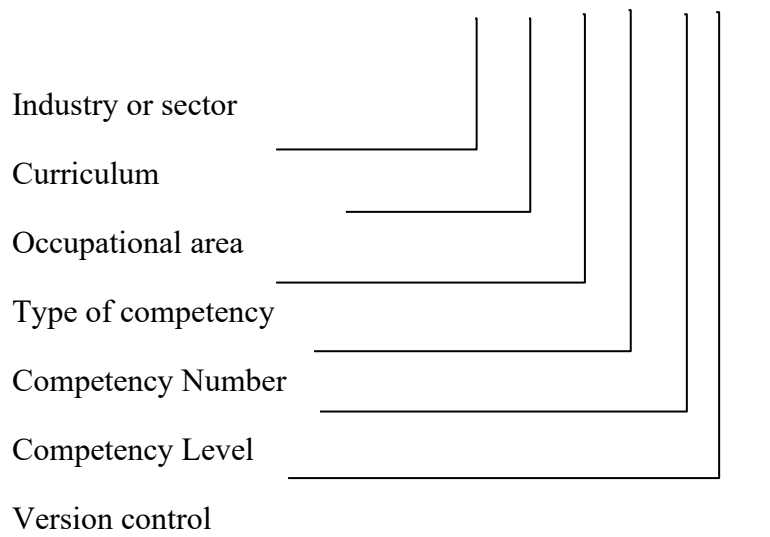 Industry or sector
Curriculum
Occupational area
Type of competency
Competency Number
Competency Level
Version control